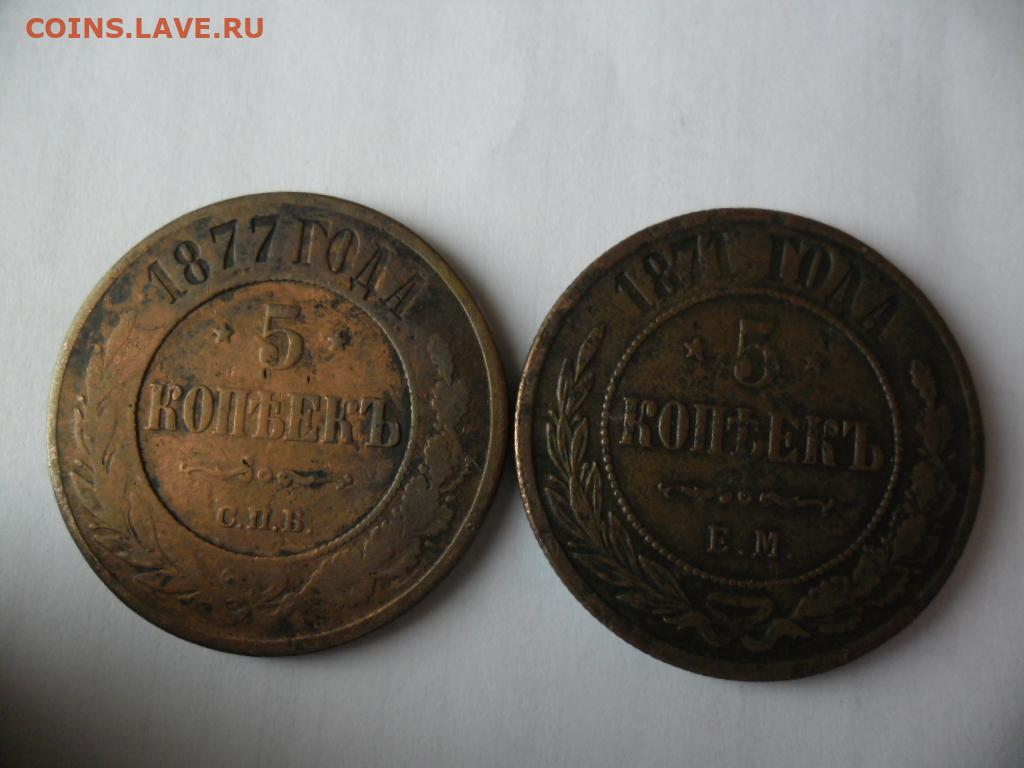 COINS.LAVE.RU
1877 ГОДА
5
КОПѢЕКЪ
С.П.Б.
1871 ГОДА
5
КОПѢЕКЪ
Е.М.